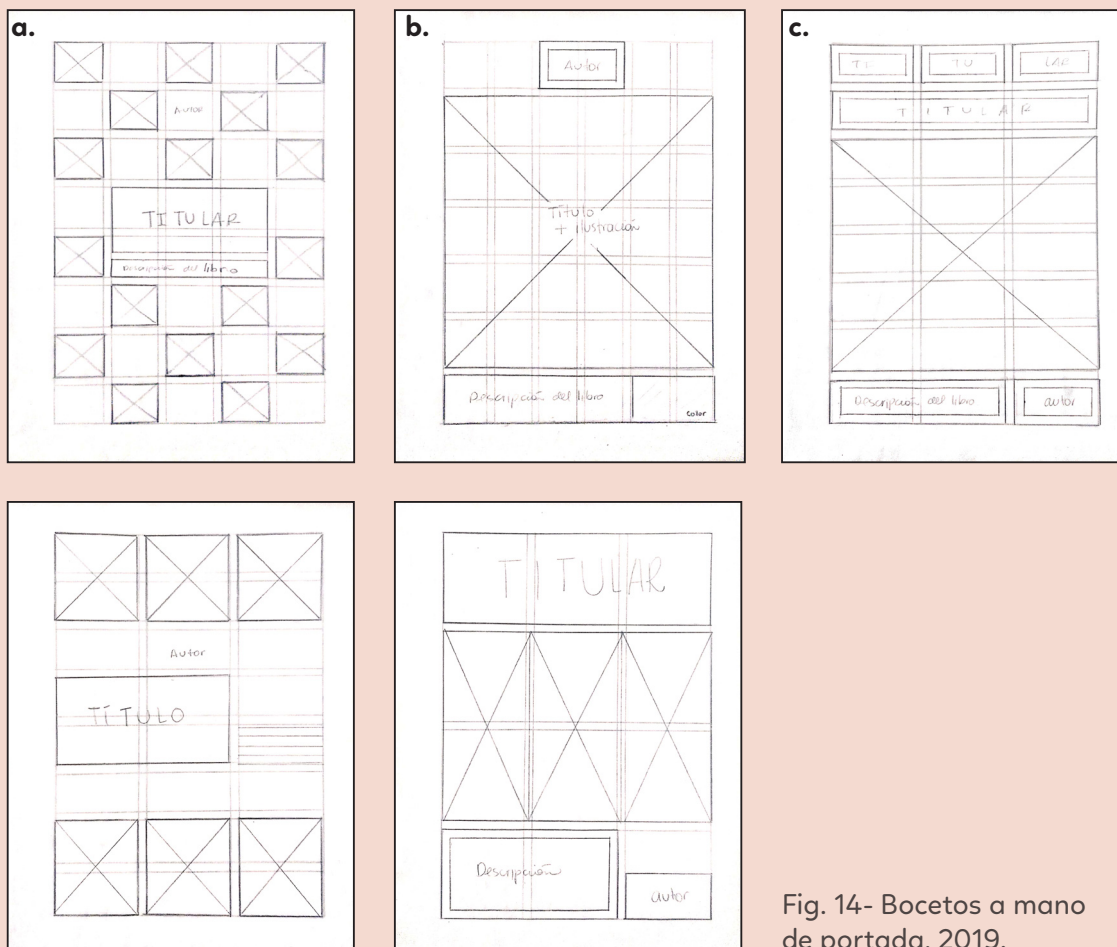 a.
Autor
TITULAR
Descripción del libro
b.
Autor
Título
+ ilustración
Descripción del libro
color
c.
TI TU LAR
TITULAR
Descripción del libro
autor
Autor
TÍTULO
TITULAR
Descripción
autor
Fig. 14- Bocetos a mano
de portada, 2019.